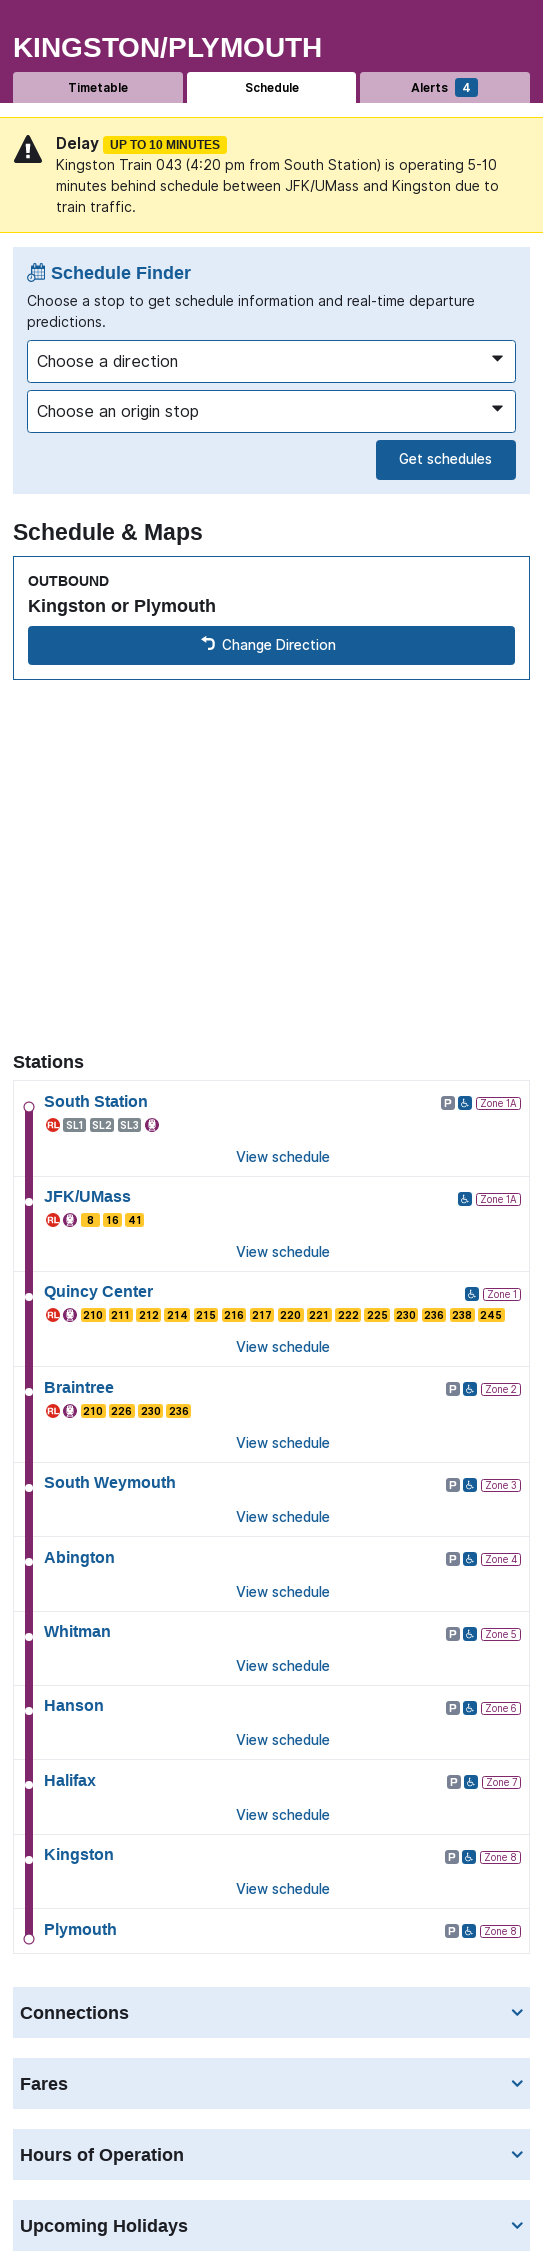 KINGSTON/PLYMOUTH
Timetable
Schedule
Alerts 4
Delay UP TO 10 MINUTES
Kingston Train 043 (4:20 pm from South Station) is operating 5-10
minutes behind schedule between JFK/UMass and Kingston due to
train traffic.
Schedule Finder
Choose a stop to get schedule information and real-time departure
predictions.
Choose a direction
Choose an origin stop
Get schedules
Schedule & Maps
OUTBOUND
Kingston or Plymouth
Change Direction
Stations
South Station P Zone 1A
RL SL1 SL2 SL3
View schedule
JFK/UMass Zone 1A
RL 8 16 41
View schedule
Quincy Center Zone 1
RL 210 211 212 214 215 216 217 220 221 222 225 230 236 238 245
View schedule
Braintree P Zone 2
RL 210 226 230 236
View schedule
South Weymouth P Zone 3
View schedule
Abington P Zone 4
View schedule
Whitman P Zone 5
View schedule
Hanson P Zone 6
View schedule
Halifax P Zone 7
View schedule
Kingston P Zone 8
View schedule
Plymouth P Zone 8
Connections
Fares
Hours of Operation
Upcoming Holidays